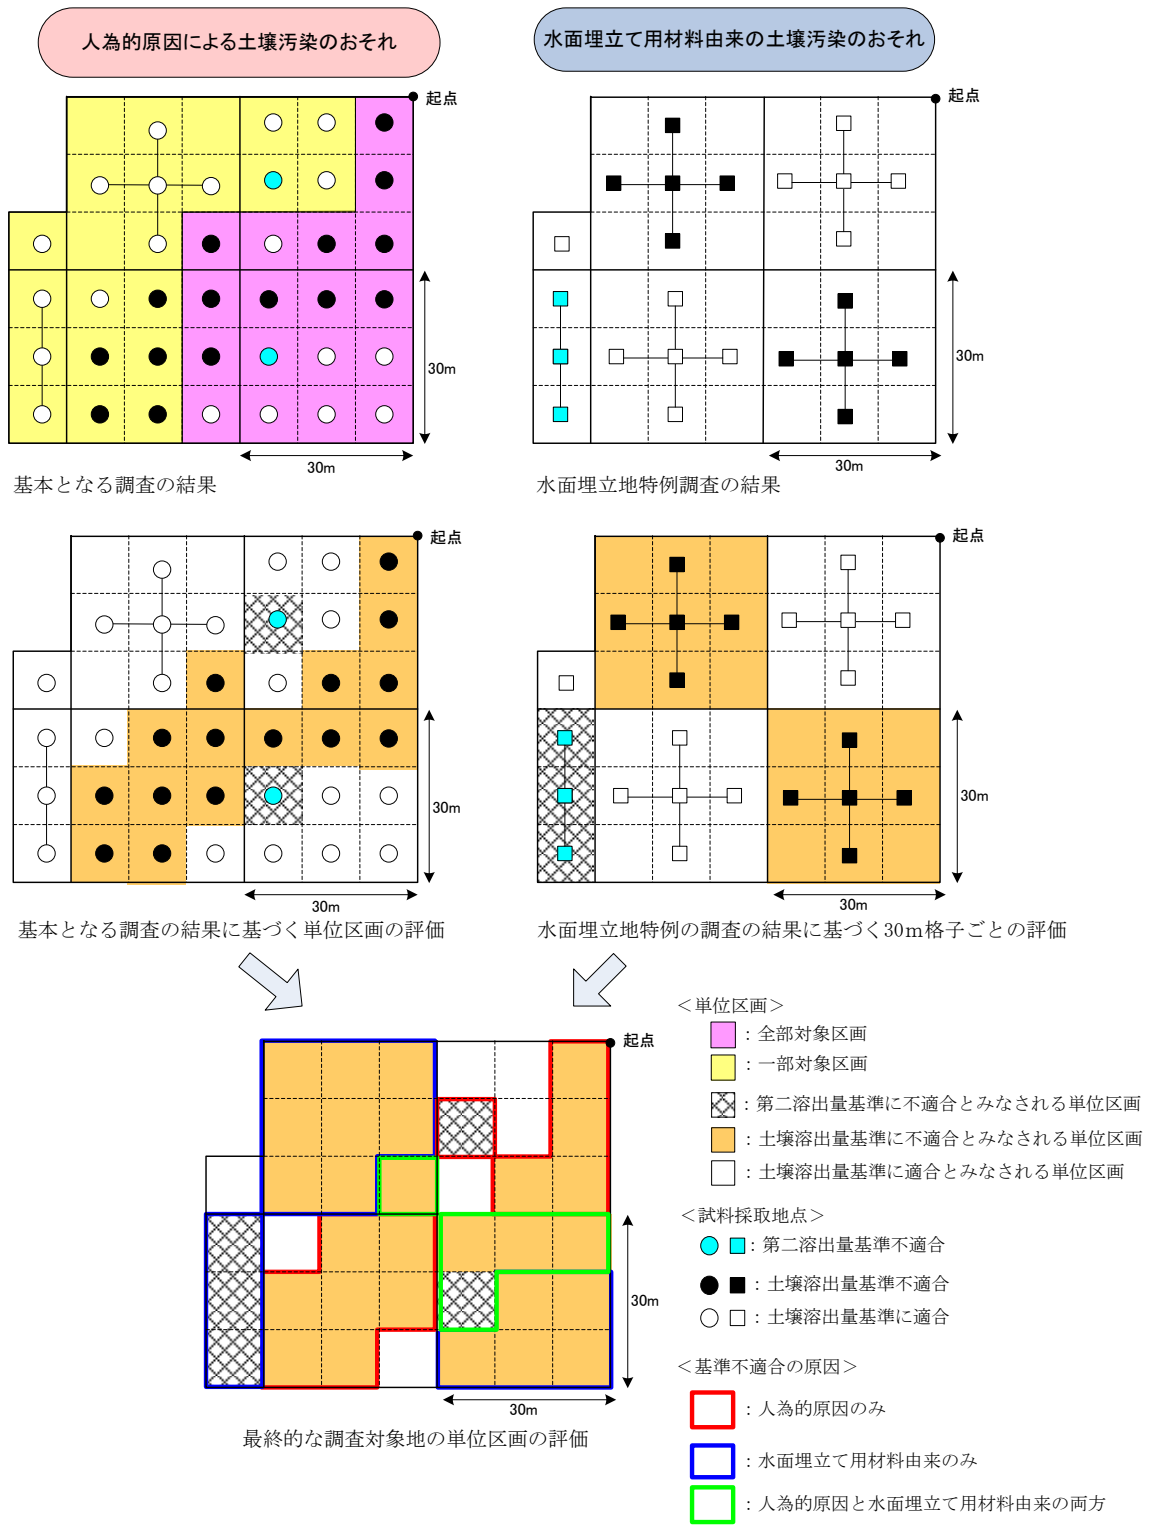 人為的原因による土壌汚染のおそれ
水面埋立て用材料由来の土壌汚染のおそれ
起点
起点
30m
30m
30m
30m
基本となる調査の結果
水面埋立地特例調査の結果
起点
起点
30m
30m
30m
30m
基本となる調査の結果に基づく単位区画の評価
水面埋立地特例の調査の結果に基づく30m格子ごとの評価
起点
30m
30m
最終的な調査対象地の単位区画の評価
＜単位区画＞
：全部対象区画
：一部対象区画
：第二溶出量基準に不適合とみなされる単位区画
：土壌溶出量基準に不適合とみなされる単位区画
：土壌溶出量基準に適合とみなされる単位区画
＜試料採取地点＞
：第二溶出量基準不適合
：土壌溶出量基準不適合
：土壌溶出量基準に適合
＜基準不適合の原因＞
：人為的原因のみ
：水面埋立て用材料由来のみ
：人為的原因と水面埋立て用材料由来の両方